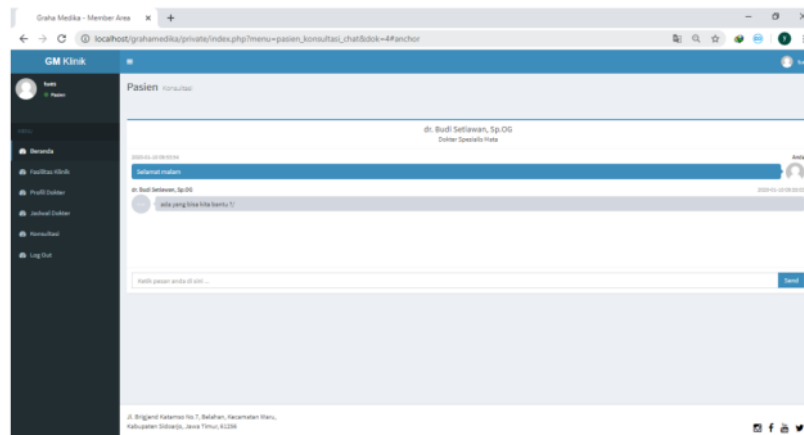 Graha Medika - Member Area
localhost/grahamedika/private/index.php?menu=pasien_konsultasi_chat&dok=4#anchor
GM Klinik
Pasien
Pasien Konsultasi
MENU
dr. Budi Setiawan, Sp.OG
Dokter Spesialis Mata
Beranda
Anda
Fasilitas Klinik
Selamat malam
Profil Dokter
dr. Budi Setiawan, Sp.OG
ada yang bisa kita bantu ?/
Jadwal Dokter
Konsultasi
Log Out
Ketik pesan anda di sini ...
Send
Jl. Brigjend Katamso No.7, Belahan, Kecamatan Waru,
Kabupaten Sidoarjo, Jawa Timur, 61256